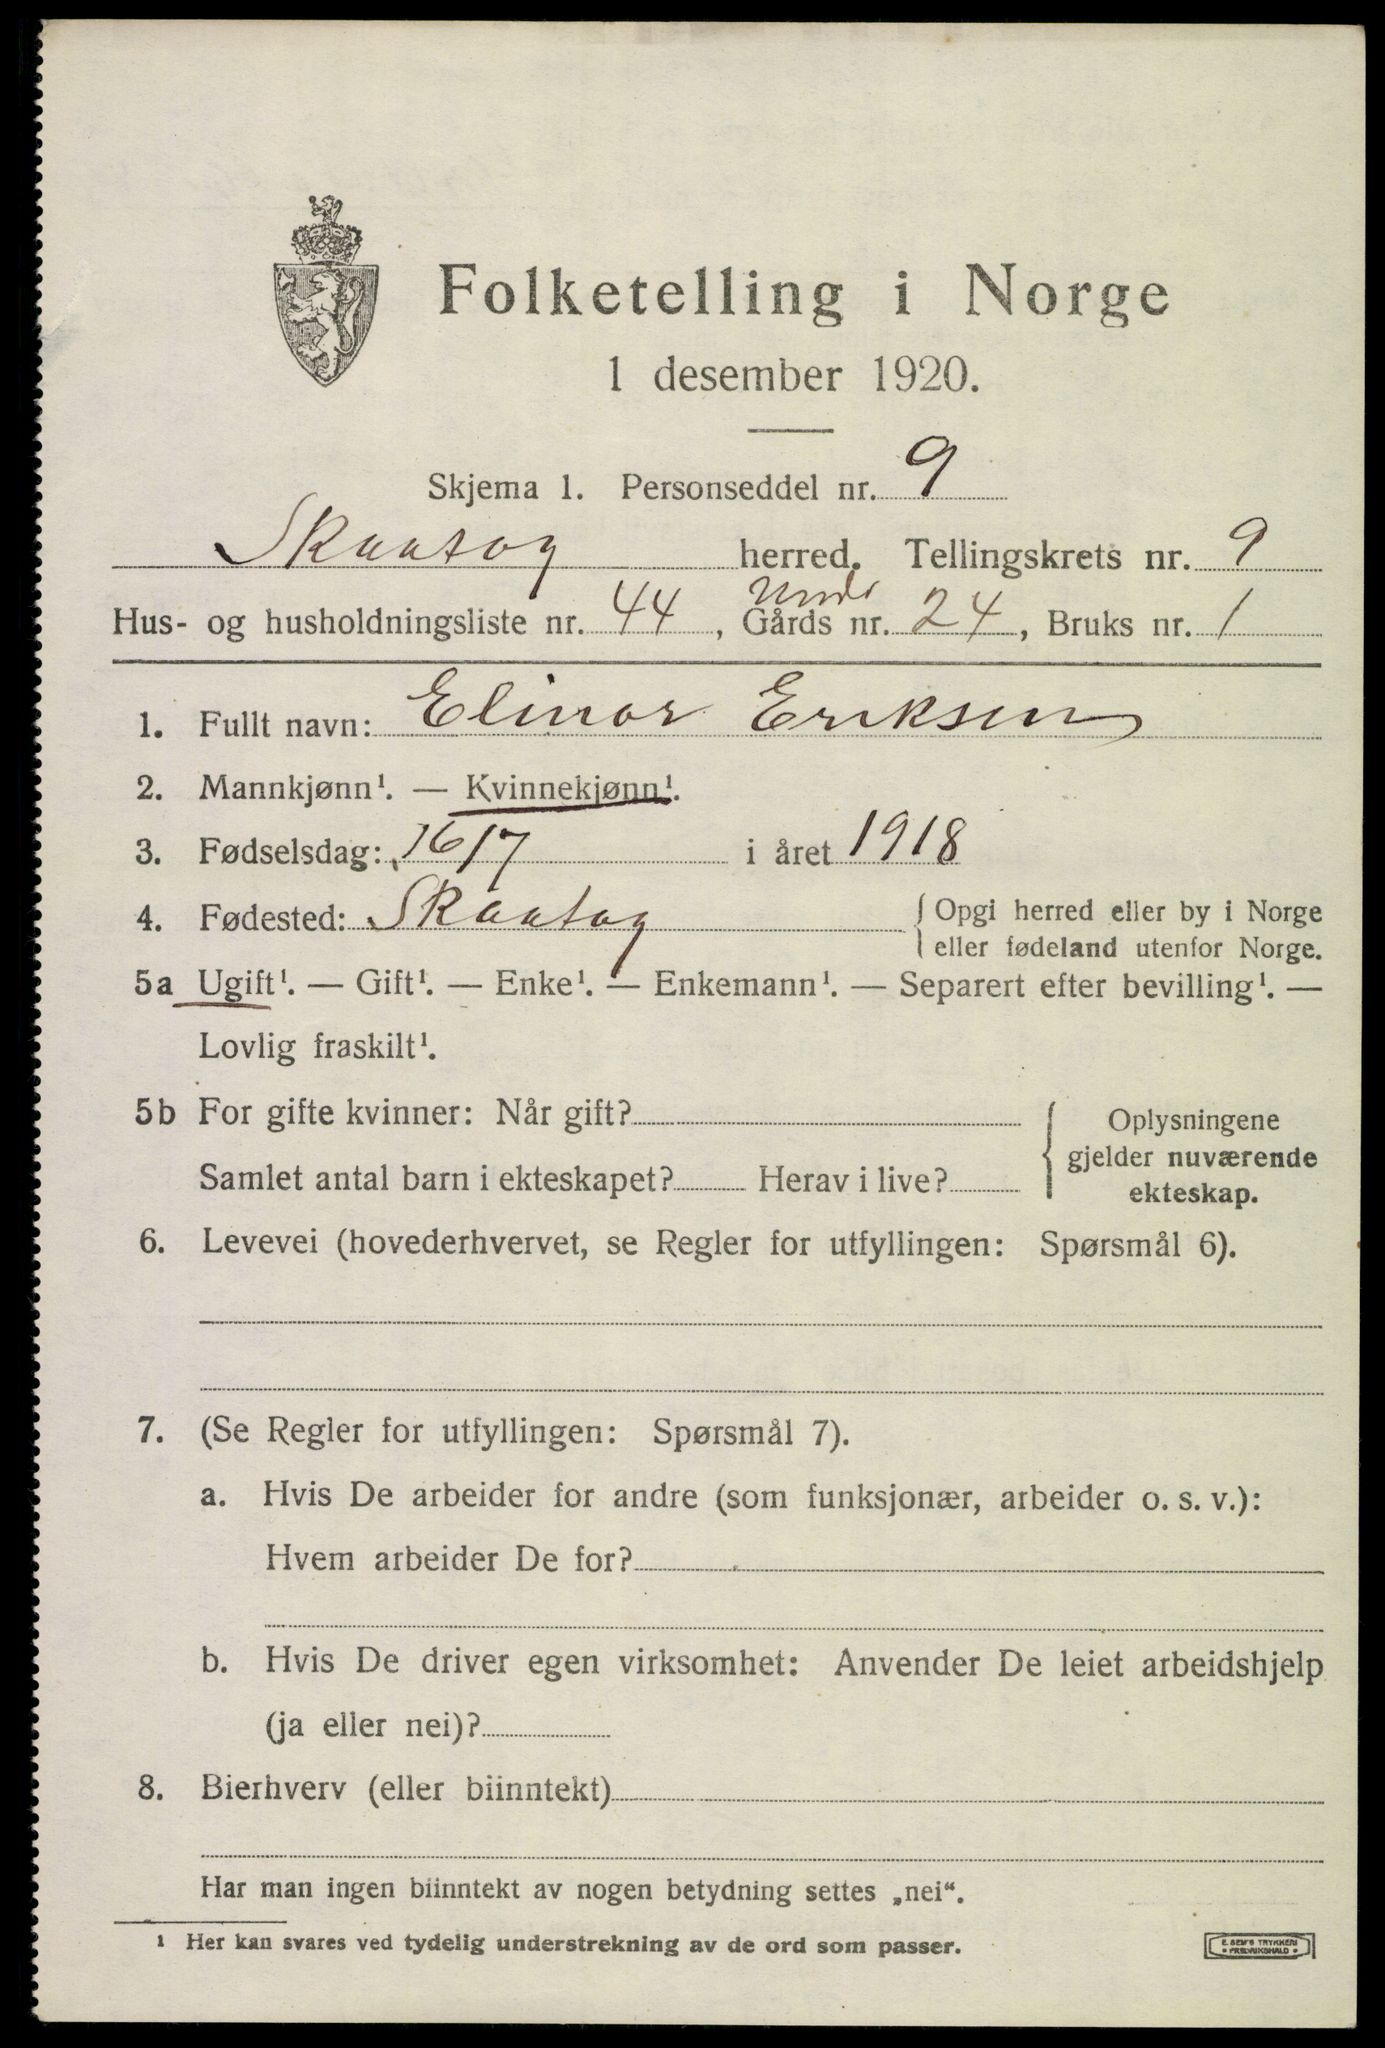 Folketelling i Norge
1 desember 1920.
Skjema 1. Personseddel nr. 9
Skaatøy herred. Tellingskrets nr. 9
Hus- og husholdningsliste nr. 44, Gårds nr. 24, Bruks nr. 1
1. Fullt navn: Elinor Eriksen
2. Mannkjønn¹. — Kvinnekjønn¹.
3. Fødselsdag: 16/7 i året 1918
4. Fødested: Skaatøy { Opgi herred eller by i Norge
eller fødeland utenfor Norge.
5a Ugift¹. — Gift¹. — Enke¹. — Enkemann¹. — Separert efter bevilling¹. —
Lovlig fraskilt¹.
5b For gifte kvinner: Når gift?
Samlet antal barn i ekteskapet? Herav i live?
Oplysningene
gjelder nuværende
ekteskap.
6. Levevei (hovederhvervet, se Regler for utfyllingen: Spørsmål 6).
7. (Se Regler for utfyllingen: Spørsmål 7).
a. Hvis De arbeider for andre (som funksjonær, arbeider o. s. v.):
Hvem arbeider De for?
b. Hvis De driver egen virksomhet: Anvender De leiet arbeidshjelp
(ja eller nei)?
8. Bierhverv (eller biinntekt)
Har man ingen biinntekt av nogen betydning settes „nei“.
¹ Her kan svares ved tydelig understrekning av de ord som passer.
E. SEM'S TRYKKERI
• FREDRIKSHALD •